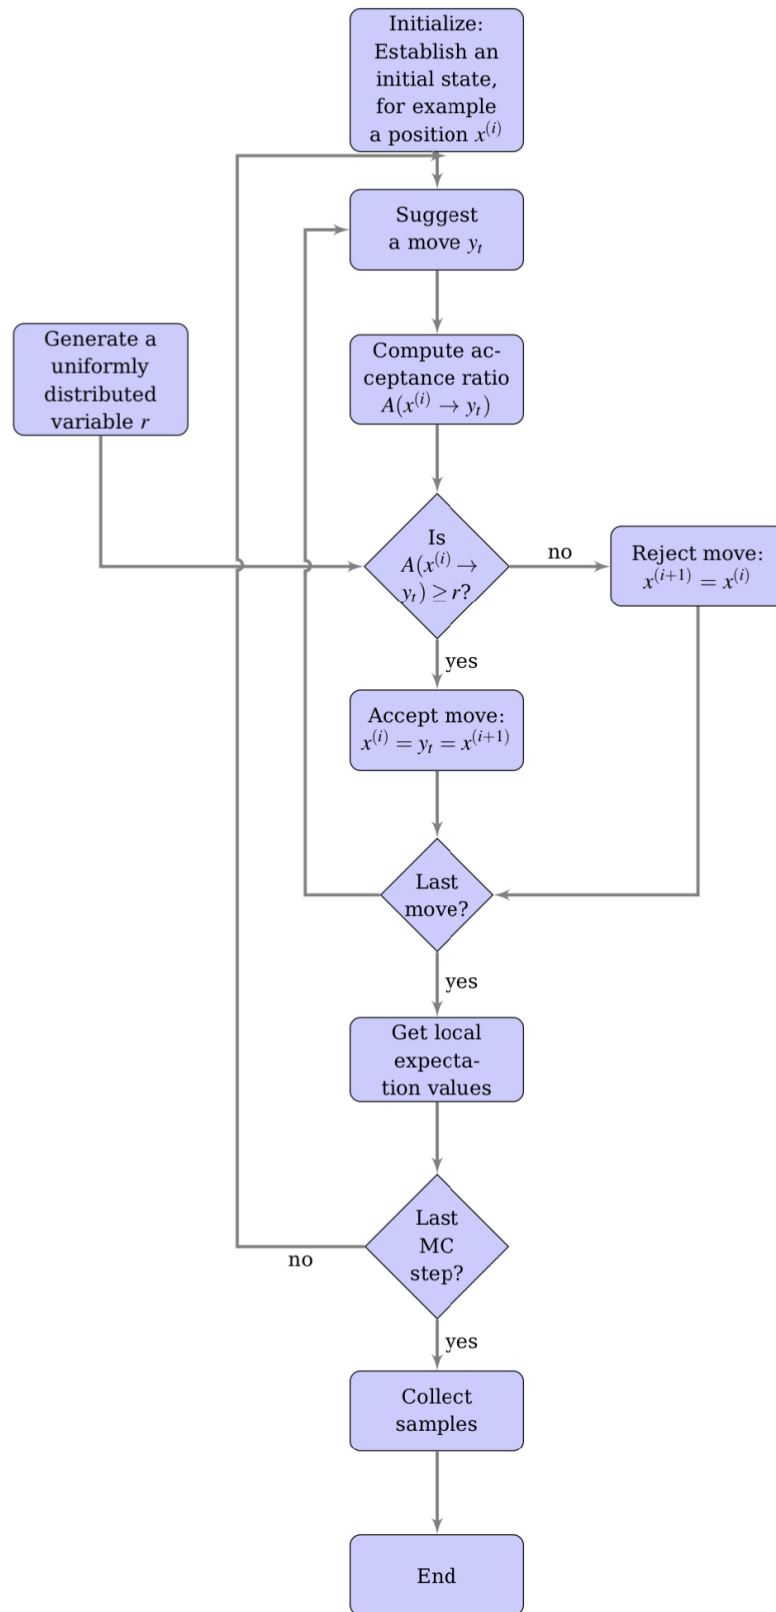 Initialize:
Establish an
initial state,
for example
a position x^(i)
Suggest
a move y_t
Generate a
uniformly
distributed
variable r
Compute ac-
ceptance ratio
A(x^(i) → y_t)
Is
A(x^(i) →
y_t) ≥ r?
no
Reject move:
x^(i+1) = x^(i)
yes
Accept move:
x^(i) = y_t = x^(i+1)
Last
move?
yes
Get local
expecta-
tion values
Last
MC
step?
no
yes
Collect
samples
End